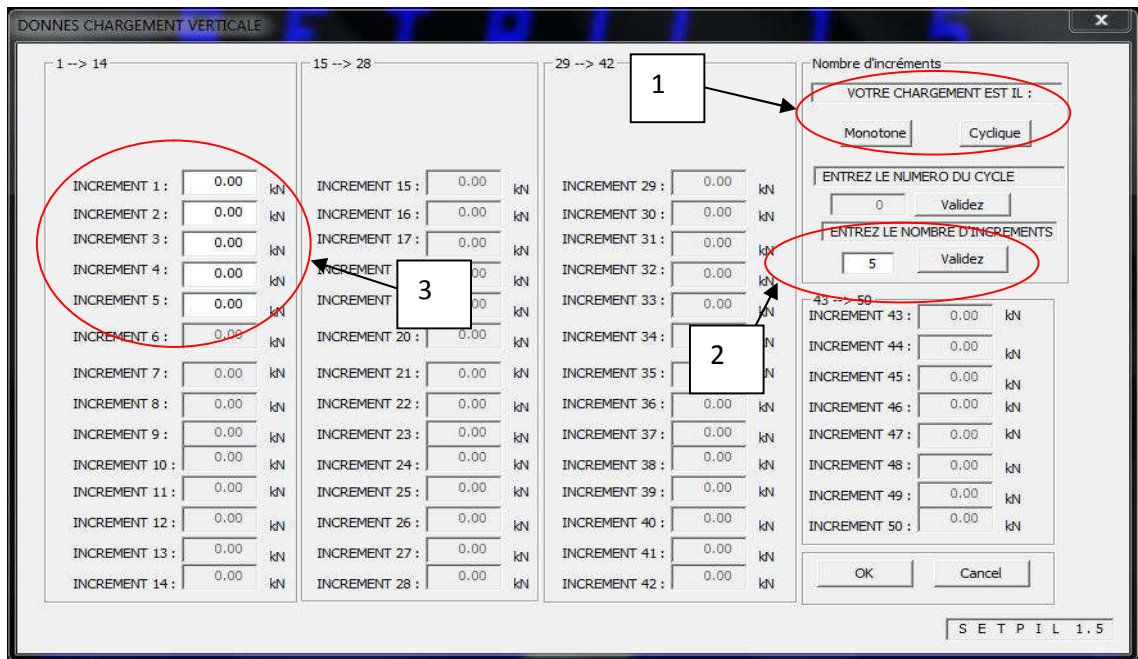 DONNES CHARGEMENT VERTICALE
x
1 --> 14
INCREMENT 1 : 0.00 kN
INCREMENT 2 : 0.00 kN
INCREMENT 3 : 0.00 kN
INCREMENT 4 : 0.00 kN
INCREMENT 5 : 0.00 kN
INCREMENT 6 : 0.00 kN
INCREMENT 7 : 0.00 kN
INCREMENT 8 : 0.00 kN
INCREMENT 9 : 0.00 kN
INCREMENT 10 : 0.00 kN
INCREMENT 11 : 0.00 kN
INCREMENT 12 : 0.00 kN
INCREMENT 13 : 0.00 kN
INCREMENT 14 : 0.00 kN
3
15 --> 28
INCREMENT 15 : 0.00 kN
INCREMENT 16 : 0.00 kN
INCREMENT 17 : 0.00 kN
INCREMENT 00 kN
INCREMENT 00 kN
INCREMENT 20 : 0.00 kN
INCREMENT 21 : 0.00 kN
INCREMENT 22 : 0.00 kN
INCREMENT 23 : 0.00 kN
INCREMENT 24 : 0.00 kN
INCREMENT 25 : 0.00 kN
INCREMENT 26 : 0.00 kN
INCREMENT 27 : 0.00 kN
INCREMENT 28 : 0.00 kN
29 --> 42
INCREMENT 29 : 0.00 kN
INCREMENT 30 : 0.00 kN
INCREMENT 31 : 0.00 kN
INCREMENT 32 : 0.00 kN
INCREMENT 33 : 0.00 kN
INCREMENT 34 : N
INCREMENT 35 : N
INCREMENT 36 : 0.00 kN
INCREMENT 37 : 0.00 kN
INCREMENT 38 : 0.00 kN
INCREMENT 39 : 0.00 kN
INCREMENT 40 : 0.00 kN
INCREMENT 41 : 0.00 kN
INCREMENT 42 : 0.00 kN
1
2
Nombre d'incréments
VOTRE CHARGEMENT EST IL :
Monotone Cyclique
ENTREZ LE NUMERO DU CYCLE
0 Validez
ENTREZ LE NOMBRE D'INCREMENTS
5 Validez
43 --> 50
INCREMENT 43 : 0.00 kN
INCREMENT 44 : 0.00 kN
INCREMENT 45 : 0.00 kN
INCREMENT 46 : 0.00 kN
INCREMENT 47 : 0.00 kN
INCREMENT 48 : 0.00 kN
INCREMENT 49 : 0.00 kN
INCREMENT 50 : 0.00 kN
OK Cancel
S E T P I L 1.5